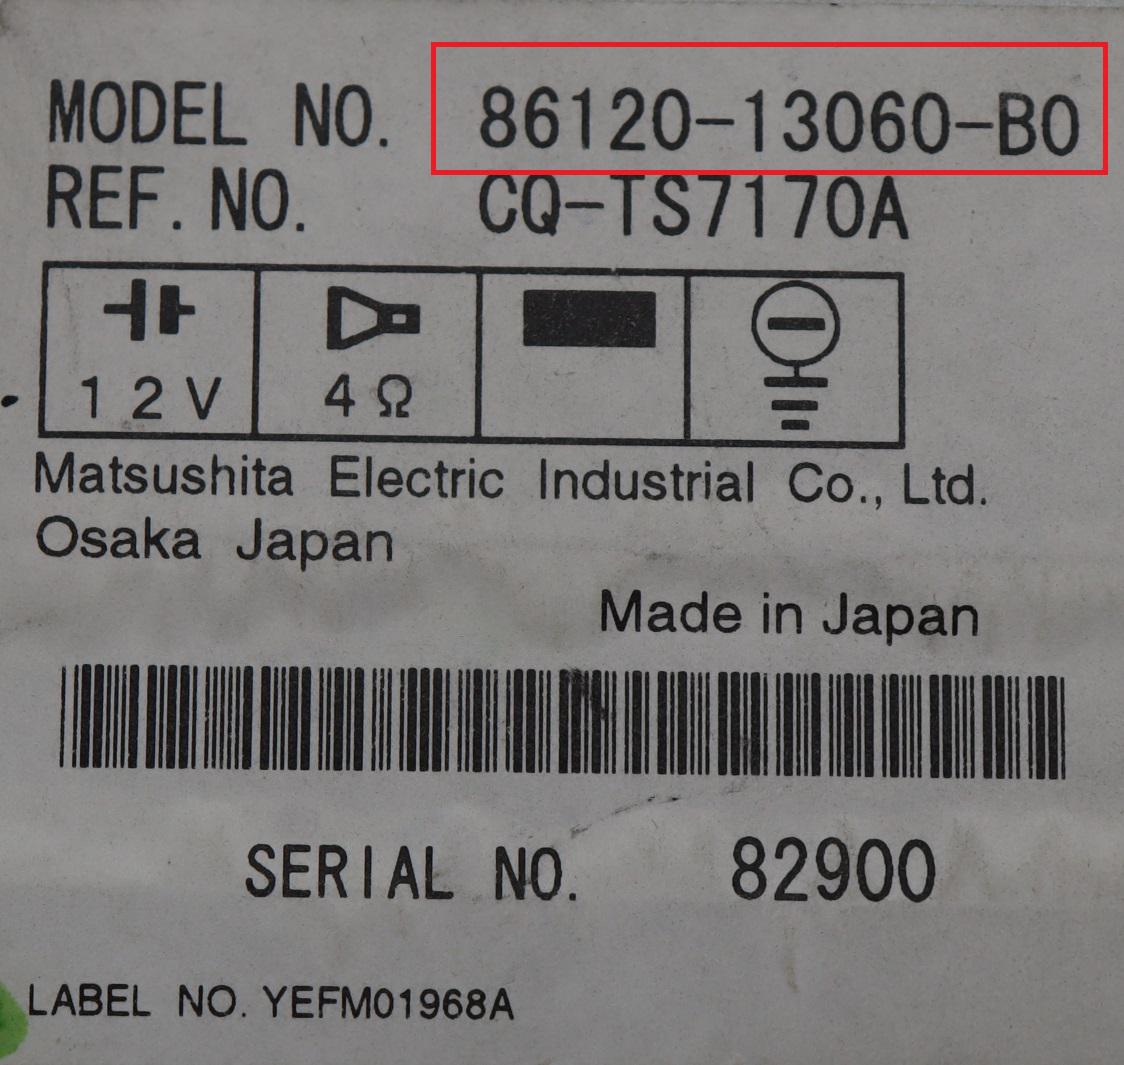 MODEL NO. 86120-13060-B0
REF. NO. CQ-TS7170A
12V 4Ω
Matsushita Electric Industrial Co., Ltd.
Osaka Japan
Made in Japan
SERIAL NO. 82900
LABEL NO. YEFM01968A